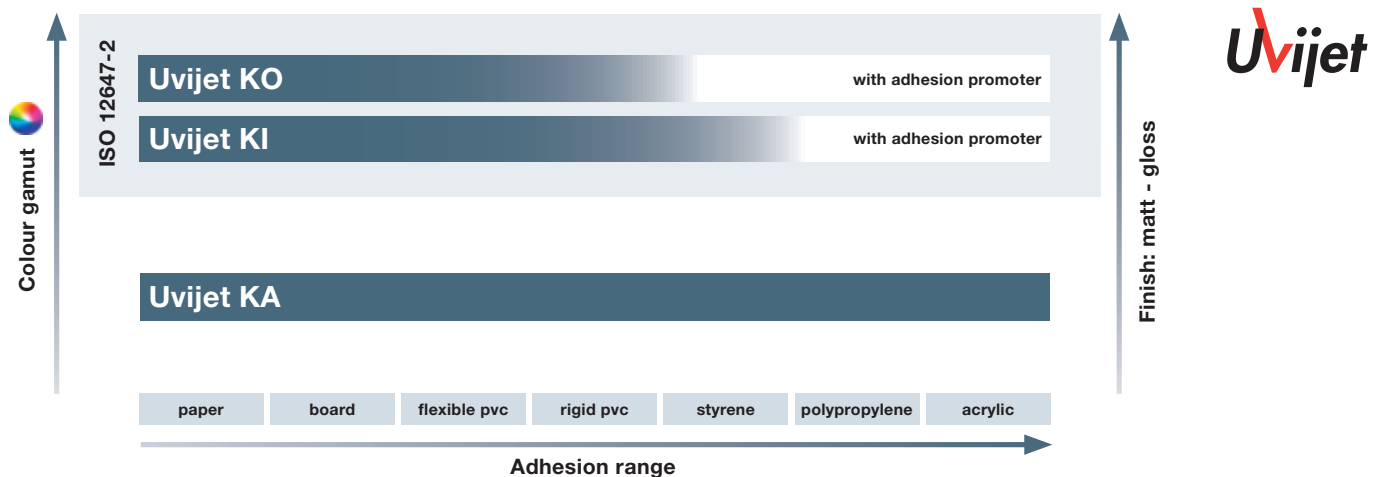 Uvijet
Colour gamut
ISO 12647-2
Uvijet KO
with adhesion promoter
Uvijet KI
with adhesion promoter
Finish: matt - gloss
Uvijet KA
paper
board
flexible pvc
rigid pvc
styrene
polypropylene
acrylic
Adhesion range